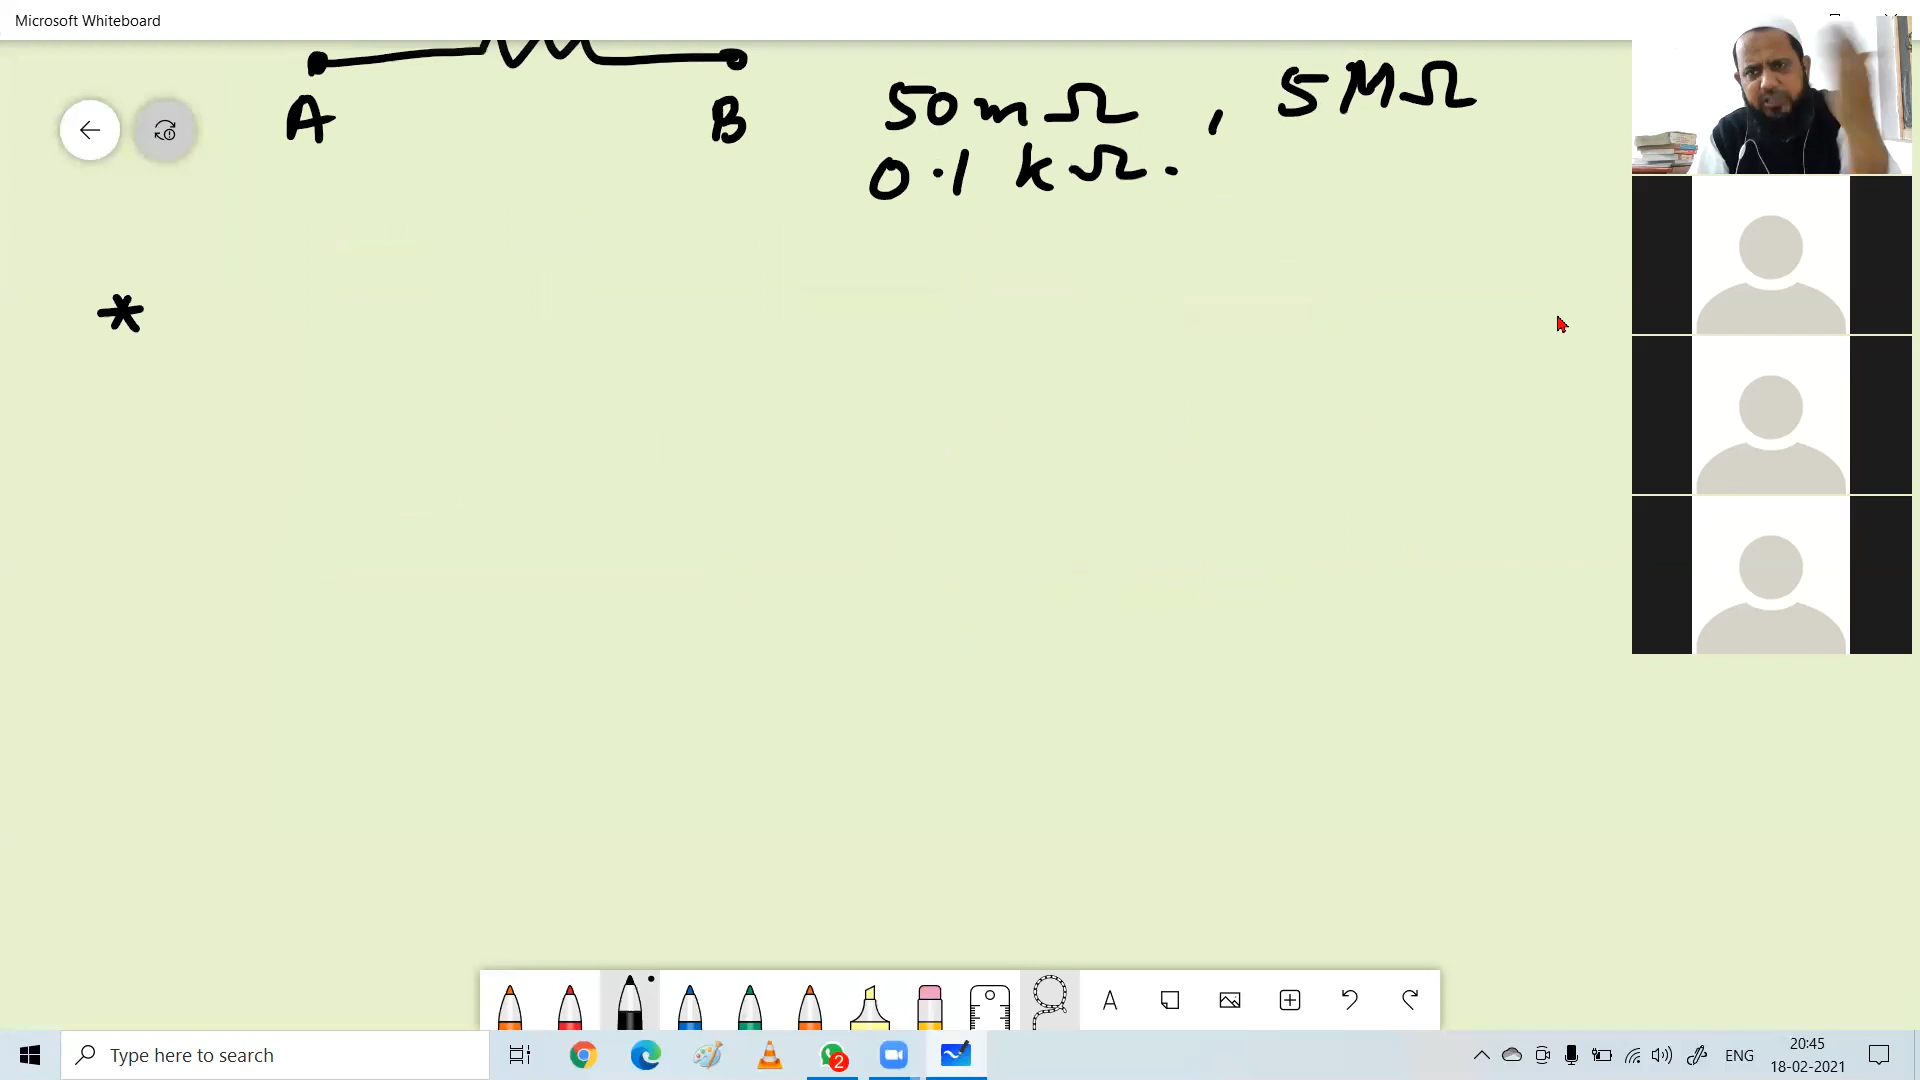 Microsoft Whiteboard
A B
50 mΩ , 5 MΩ
0.1 kΩ.
*
A
Type here to search
2
ENG
20:45
18-02-2021